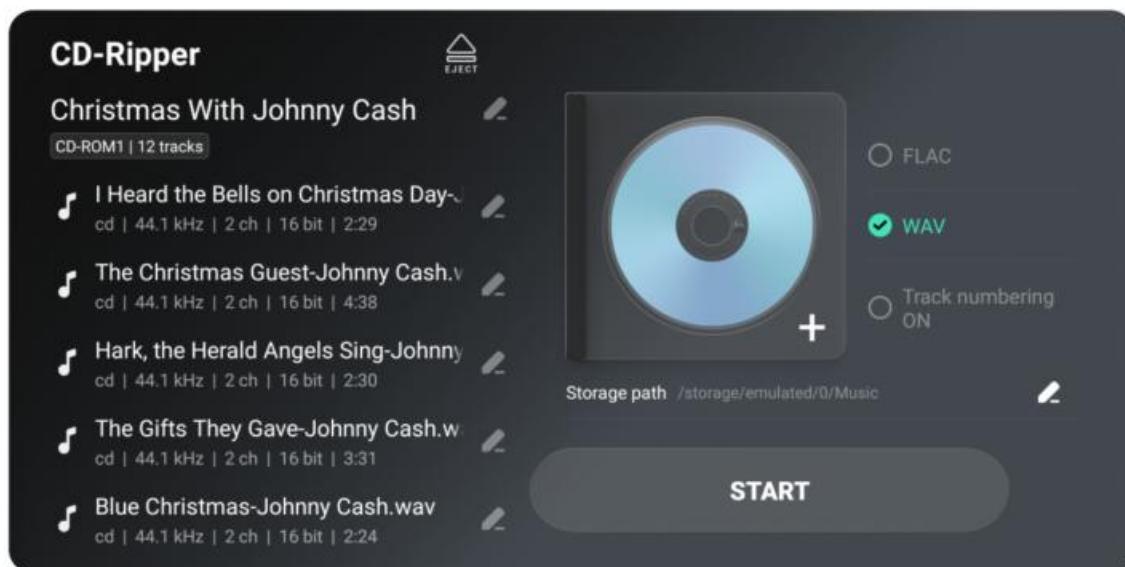 CD-Ripper
EJECT
Christmas With Johnny Cash
CD-ROM1 | 12 tracks
I Heard the Bells on Christmas Day-
cd | 44.1 kHz | 2 ch | 16 bit | 2:29
The Christmas Guest-Johnny Cash.
cd | 44.1 kHz | 2 ch | 16 bit | 4:38
Hark, the Herald Angels Sing-Johnny
cd | 44.1 kHz | 2 ch | 16 bit | 2:30
The Gifts They Gave-Johnny Cash.w
cd | 44.1 kHz | 2 ch | 16 bit | 3:31
Blue Christmas-Johnny Cash.wav
cd | 44.1 kHz | 2 ch | 16 bit | 2:24
FLAC
WAV
Track numbering
ON
Storage path /storage/emulated/0/Music
START